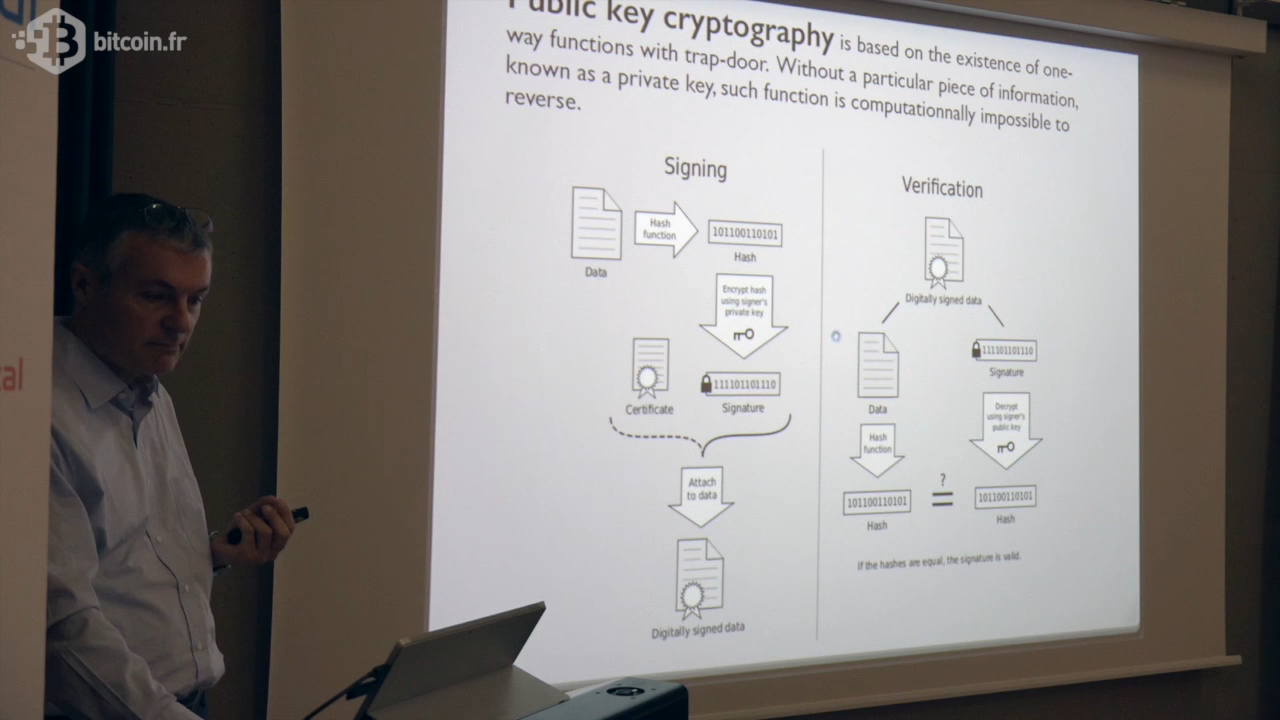 bitcoin.fr
Public key cryptography is based on the existence of one-
way functions with trap-door. Without a particular piece of information,
known as a private key, such function is computationnally impossible to
reverse.
Signing
Data
Hash
function
101100110101
Hash
Encrypt hash
using signer's
private key
Certificate
111101101110
Signature
Attach
to data
Digitally signed data
Verification
Digitally signed data
Data
111101101110
Signature
Hash
function
Decrypt
using signer's
public key
101100110101
Hash
?
=
101100110101
Hash
If the hashes are equal, the signature is valid.